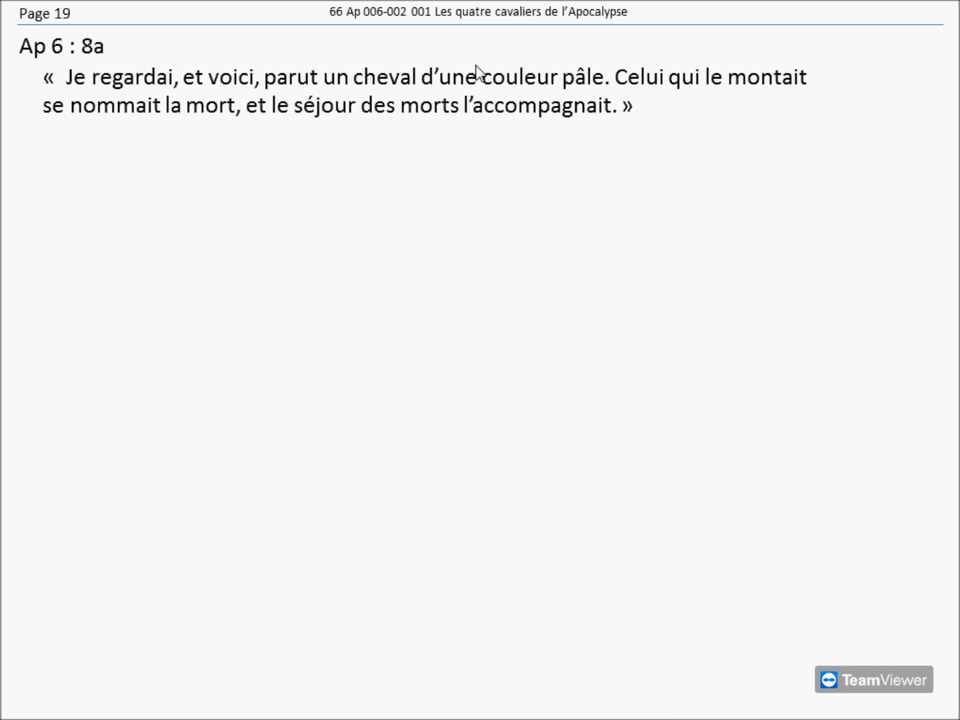 Page 19
66 Ap 006-002 001 Les quatre cavaliers de l’Apocalypse
Ap 6 : 8a
«  Je regardai, et voici, parut un cheval d’une couleur pâle. Celui qui le montait
se nommait la mort, et le séjour des morts l’accompagnait. »
TeamViewer